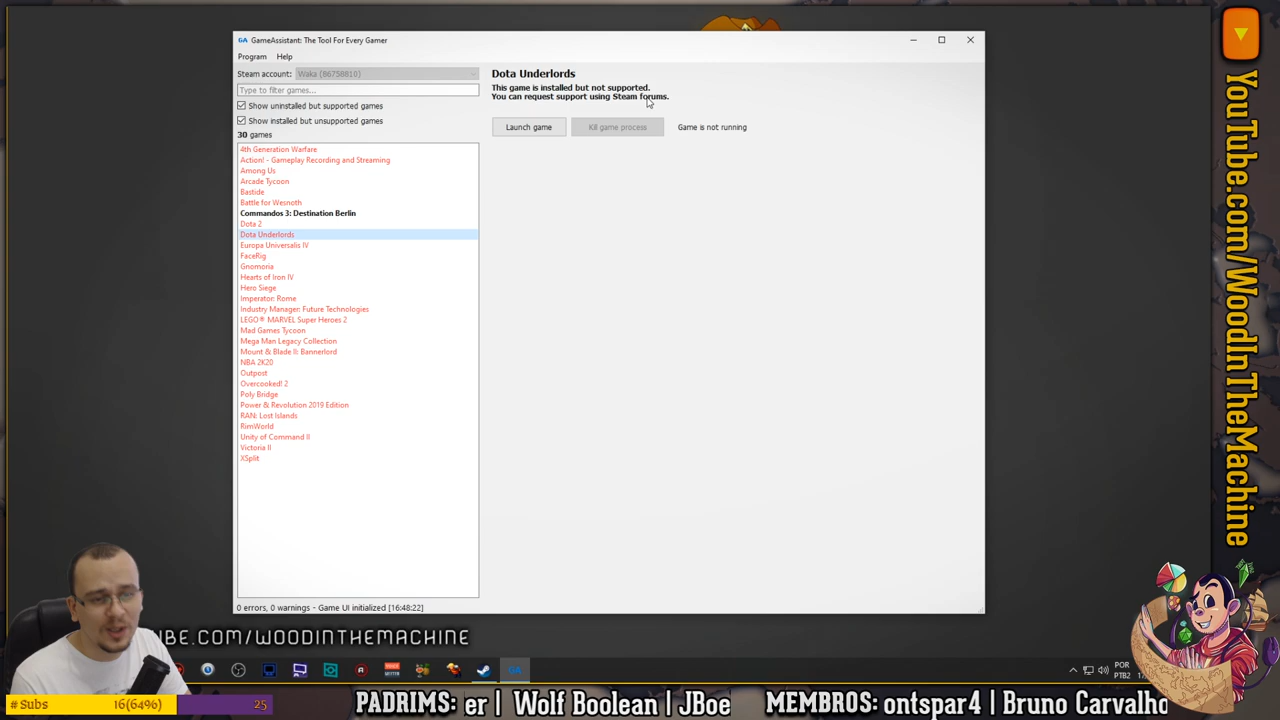 GA GameAssistant: The Tool For Every Gamer
Program Help
Steam account: Waka (86750810)
Type to filter games...
Show uninstalled but supported games
Show installed but unsupported games
30 games
4th Generation Warfare
Action! - Gameplay Recording and Streaming
Among Us
Arcade Tycoon
Bastide
Battle for Wesnoth
Commandos 3: Destination Berlin
Dota 2
Dota Underlords
Europa Universalis IV
FaceRig
Gnomoria
Hearts of Iron IV
Hero Siege
Imperator: Rome
Industry Manager: Future Technologies
LEGO® MARVEL Super Heroes 2
Mad Games Tycoon
Mega Man Legacy Collection
Mount & Blade II: Bannerlord
NBA 2K20
Outpost
Overcooked! 2
Poly Bridge
Power & Revolution 2019 Edition
RAN: Lost Islands
RimWorld
Unity of Command II
Victoria II
XSplit
0 errors, 0 warnings - Game UI initialized [16:48:22]
Dota Underlords
This game is installed but not supported.
You can request support using Steam forums.
Launch game Kill game process Game is not running
YouTube.com/WoodInTheMachine
BE.COM/WOODINTHEMACHINE
GA
POR
PTB2
# Subs 16(64%) 25
PADRIMS: er | Wolf Boolean | JBoe
MEMBROS: ontspar4 | Bruno Carvalho